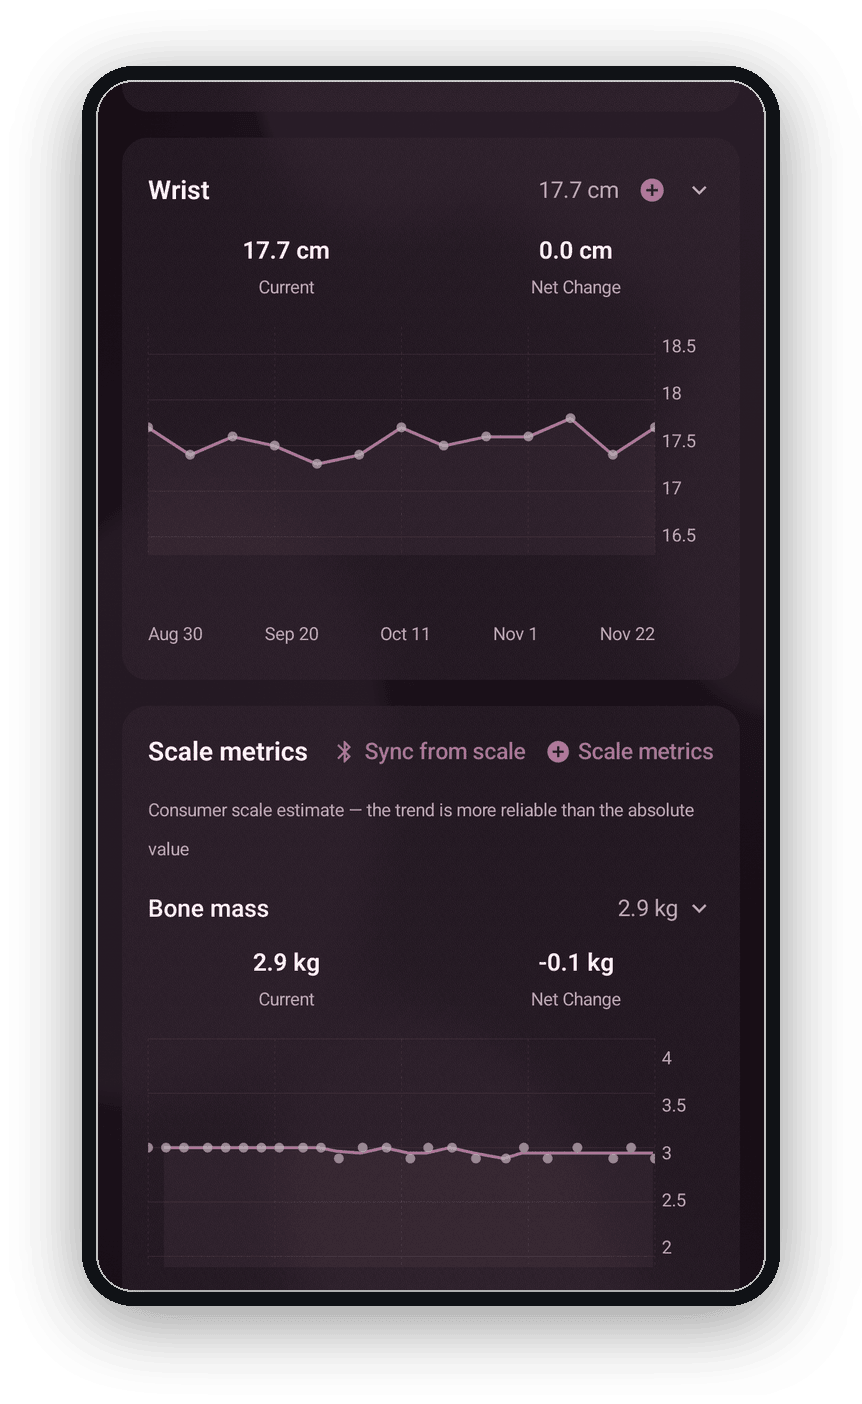 Wrist
17.7 cm
17.7 cm
0.0 cm
Current
Net Change
18.5
18
17.5
17
16.5
Aug 30
Sep 20
Oct 11
Nov 1
Nov 22
Scale metrics
Sync from scale
Scale metrics
Consumer scale estimate — the trend is more reliable than the absolute
value
Bone mass
2.9 kg
2.9 kg
-0.1 kg
Current
Net Change
4
3.5
3
2.5
2